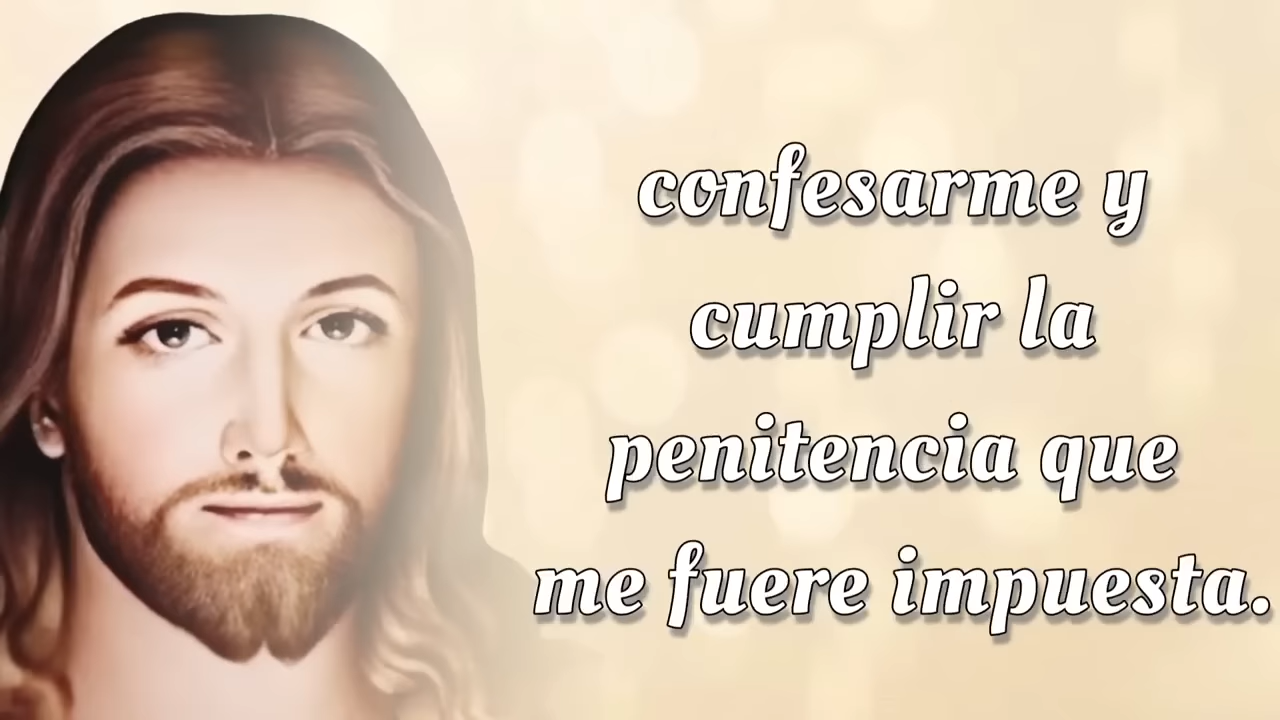 confesarme y
cumplir la
penitencia que
me fuere impuesta.